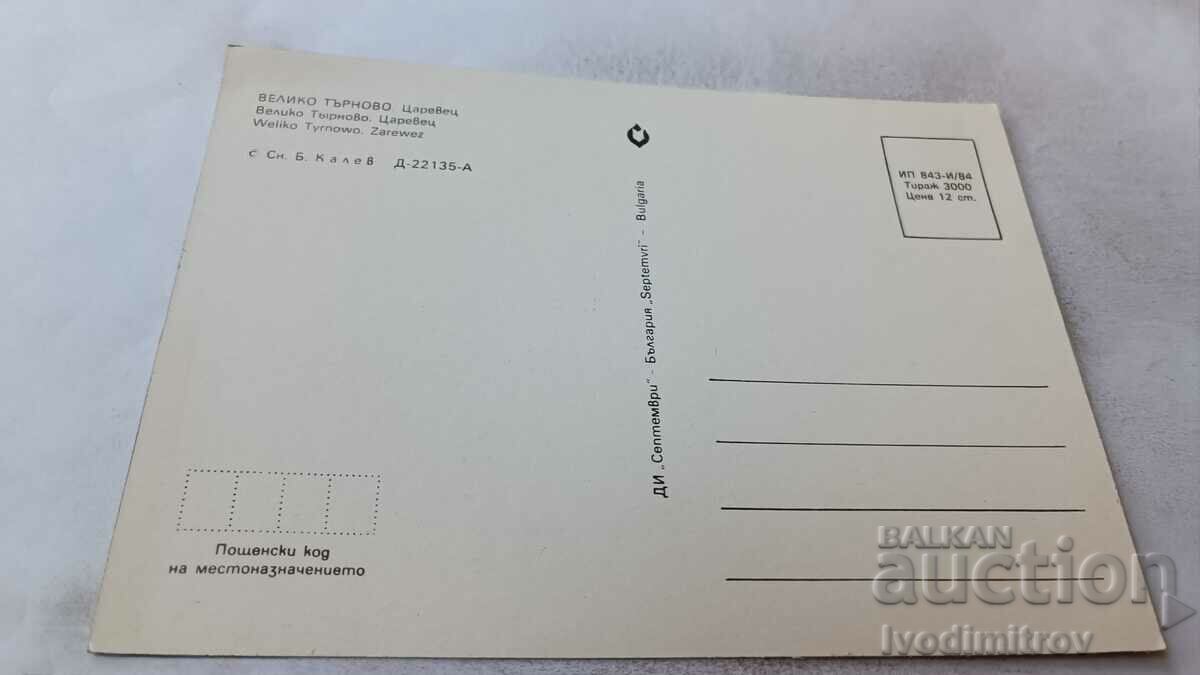 ВЕЛИКО ТЪРНОВО. Царевец
Велико Тырново. Царевец
Weliko Tyrnowo. Zarewez
© Сн. Б. Калев Д-22135-А
ДИ „Септември" - България „Septemvri" - Bulgaria
ИП 843-И/84
Тираж 3000
Цена 12 ст.
Пощенски код
на местоназначението
BALKAN
auction
Ivodimitrov